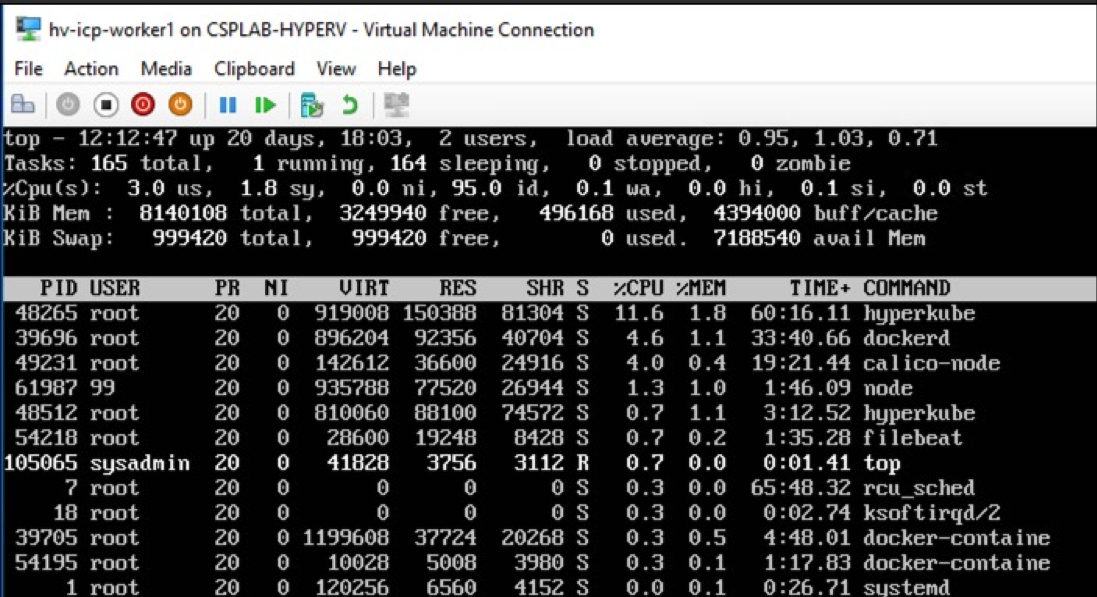 hv-icp-worker1 on CSPLAB-HYPERV - Virtual Machine Connection
File Action Media Clipboard View Help
top - 12:12:47 up 20 days, 18:03, 2 users, load average: 0.95, 1.03, 0.71
Tasks: 165 total, 1 running, 164 sleeping, 0 stopped, 0 zombie
%Cpu(s): 3.0 us, 1.8 sy, 0.0 ni, 95.0 id, 0.1 wa, 0.0 hi, 0.1 si, 0.0 st
KiB Mem : 8140108 total, 3249940 free, 496168 used, 4394000 buff/cache
KiB Swap: 999420 total, 999420 free, 0 used. 7188540 avail Mem
PID USER PR NI VIRT RES SHR S %CPU %MEM TIME+ COMMAND
48265 root 20 0 919008 150388 81304 S 11.6 1.8 60:16.11 hyperkube
39696 root 20 0 896204 92356 40704 S 4.6 1.1 33:40.66 dockerd
49231 root 20 0 142612 36600 24916 S 4.0 0.4 19:21.44 calico-node
61987 99 20 0 935788 77520 26944 S 1.3 1.0 1:46.09 node
48512 root 20 0 810060 88100 74572 S 0.7 1.1 3:12.52 hyperkube
54218 root 20 0 28600 19248 8428 S 0.7 0.2 1:35.28 filebeat
105065 sysadmin 20 0 41828 3756 3112 R 0.7 0.0 0:01.41 top
7 root 20 0 0 0 0 S 0.3 0.0 65:48.32 rcu_sched
18 root 20 0 0 0 0 S 0.3 0.0 0:02.74 ksoftirqd/2
39705 root 20 0 1199608 37724 20268 S 0.3 0.5 4:48.01 docker-containe
54195 root 20 0 10028 5008 3980 S 0.3 0.1 1:17.83 docker-containe
1 root 20 0 120256 6560 4152 S 0.0 0.1 0:26.71 systemd